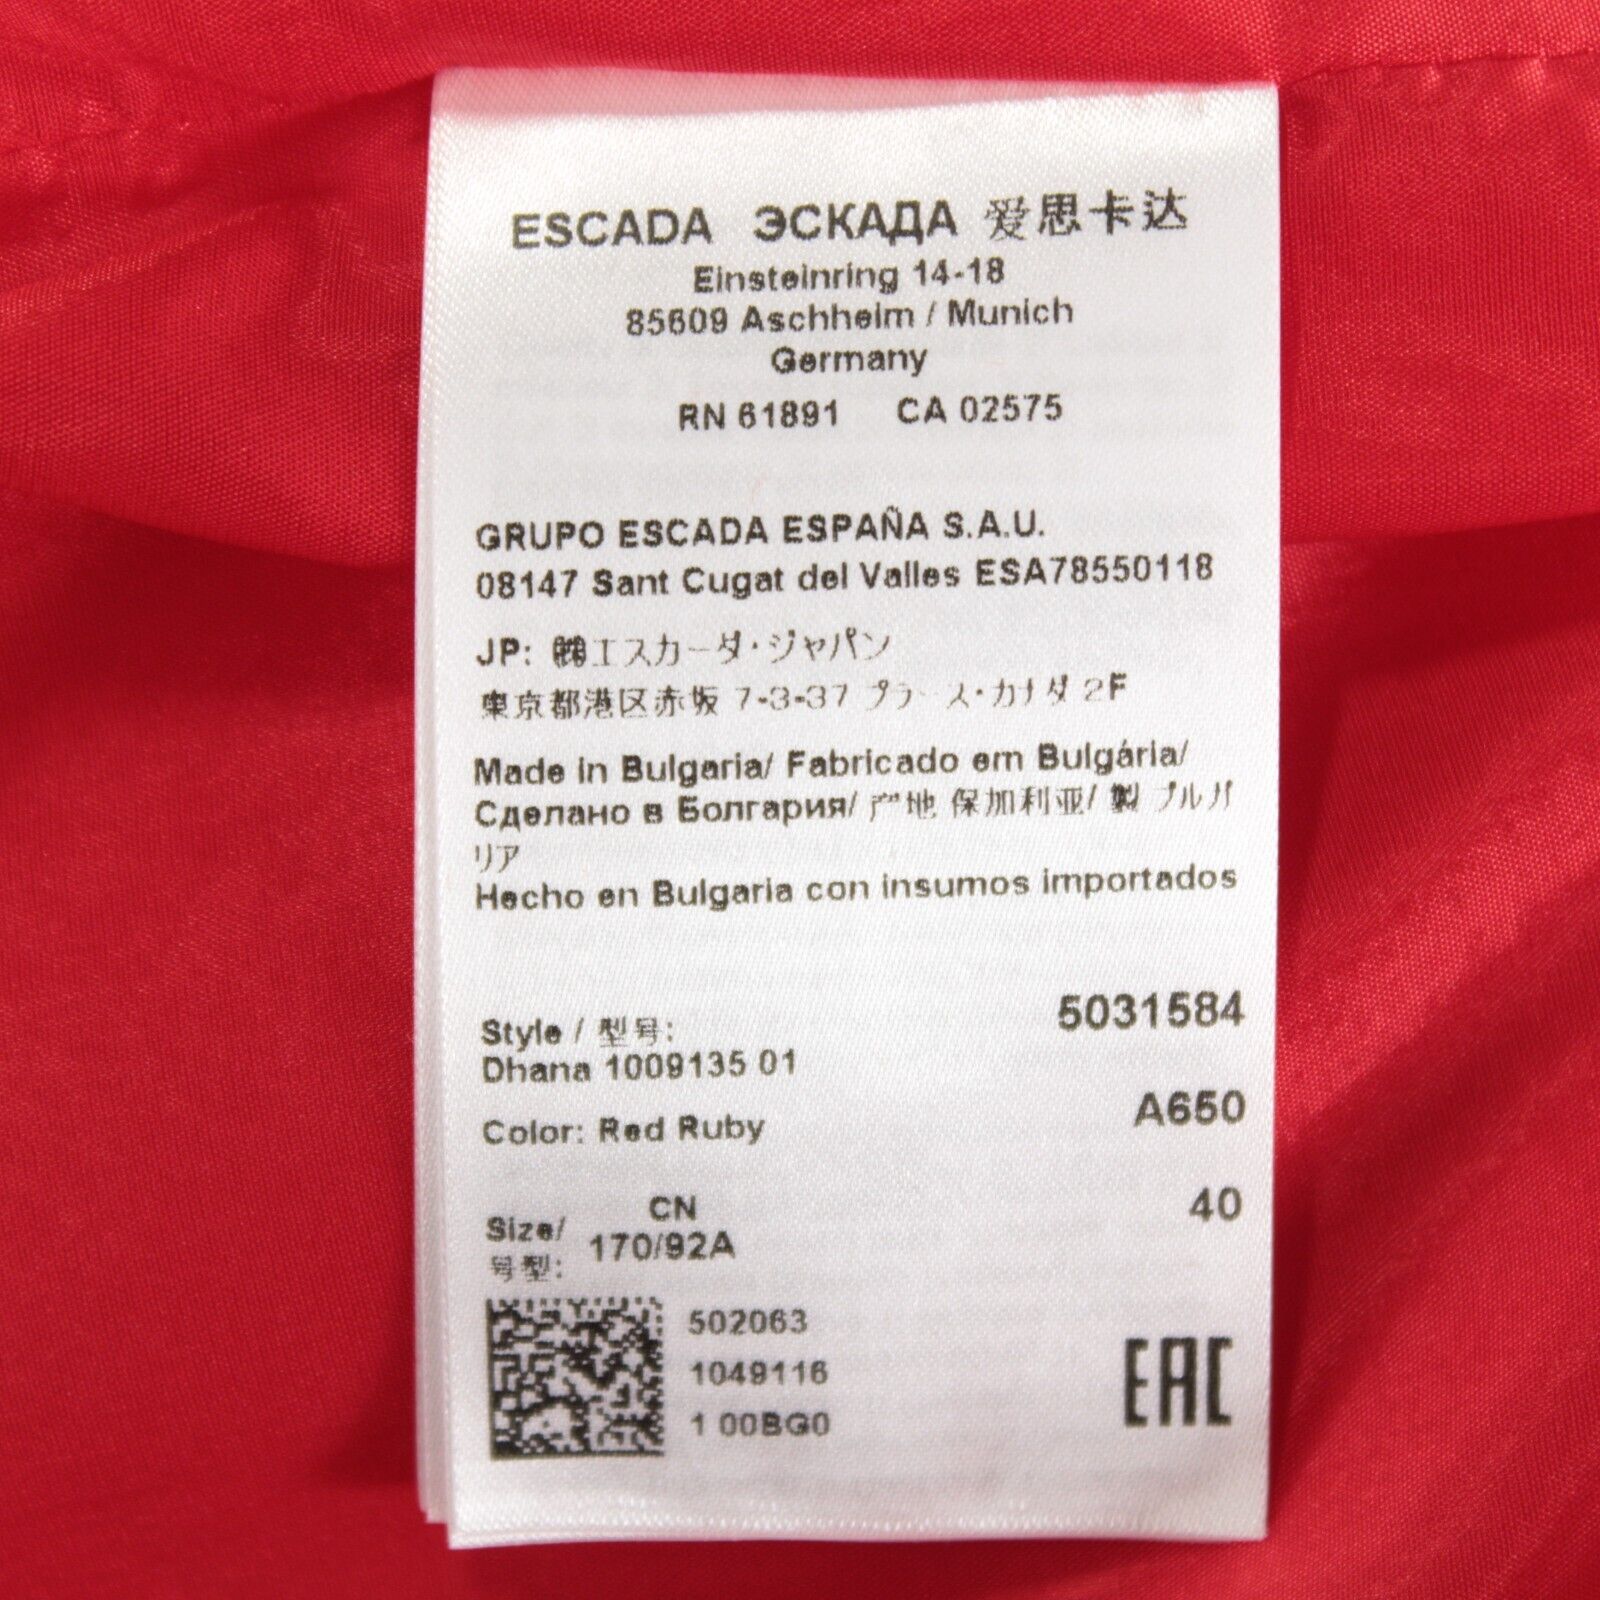 ESCADA ЭСКАДА 爱思卡达
Einsteinring 14-18
85609 Aschheim / Munich
Germany
RN 61891 CA 02575
GRUPO ESCADA ESPAÑA S.A.U.
08147 Sant Cugat del Valles ESA78550118
JP: ㈱エスカーダ・ジャパン
東京都港区赤坂 7-3-37 プラース・カナダ 2F
Made in Bulgaria/ Fabricado em Bulgária/
Сделано в Болгария/ 产地 保加利亚/ 製 ブルガ
リア
Hecho en Bulgaria con insumos importados
Style / 型号: 5031584
Dhana 1009135 01
Color: Red Ruby A650
CN 40
Size/ 170/92A
号型:
502063
1049116
1 00BG0
EAC